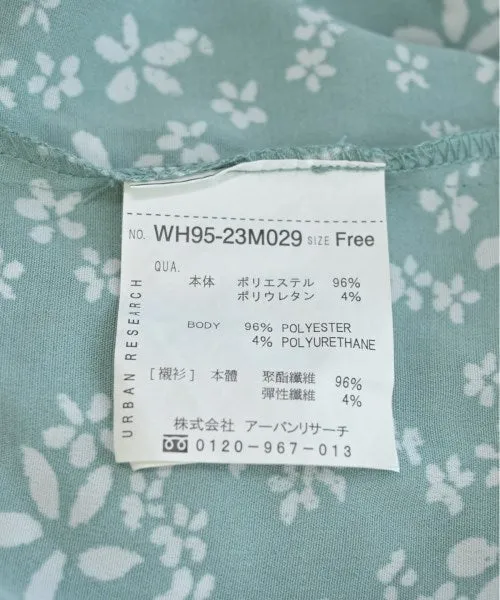 NO. WH95-23M029 SIZE Free
QUA.
本体 ポリエステル 96%
ポリウレタン 4%
BODY 96% POLYESTER
4% POLYURETHANE
[襯衫] 本體 聚酯纖維 96%
彈性纖維 4%
株式会社 アーバンリサーチ
0120-967-013
URBAN RESEARCH